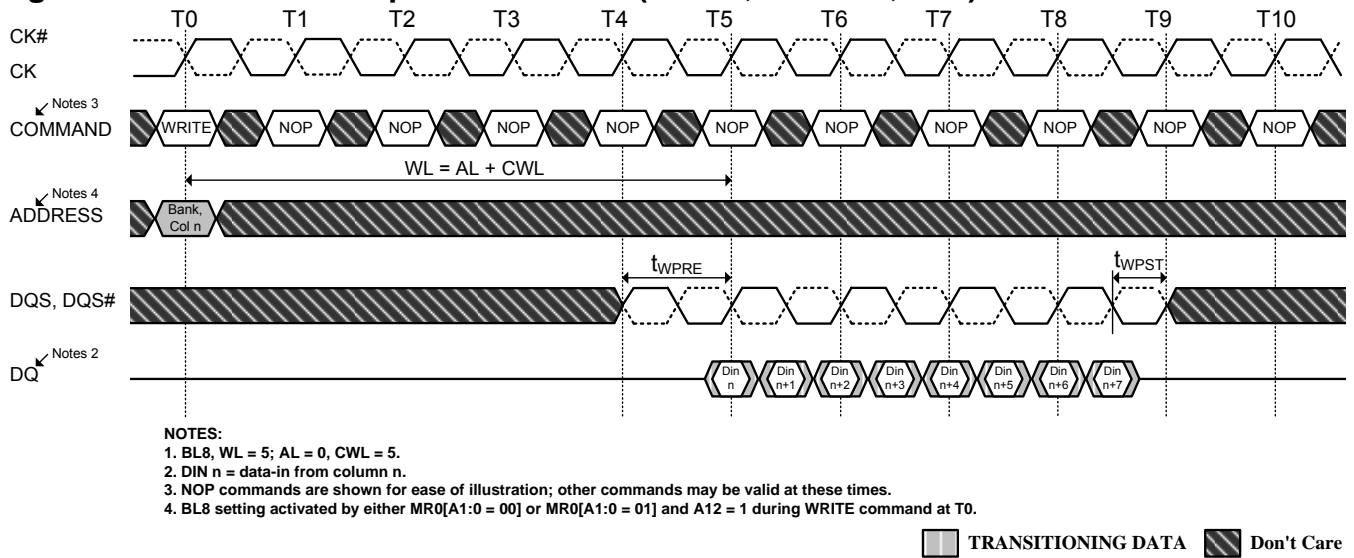 T0 T1 T2 T3 T4 T5 T6 T7 T8 T9 T10
CK#
CK
Notes 3
COMMAND
WRITE NOP NOP NOP NOP NOP NOP NOP NOP NOP NOP
WL = AL + CWL
Notes 4
ADDRESS
Bank,
Col n
tWPRE tWPST
DQS, DQS#
Notes 2
DQ
Din Din Din Din Din Din Din Din
n n+1 n+2 n+3 n+4 n+5 n+6 n+7
NOTES:
1. BL8, WL = 5; AL = 0, CWL = 5.
2. DIN n = data-in from column n.
3. NOP commands are shown for ease of illustration; other commands may be valid at these times.
4. BL8 setting activated by either MR0[A1:0 = 00] or MR0[A1:0 = 01] and A12 = 1 during WRITE command at T0.
TRANSITIONING DATA Don't Care